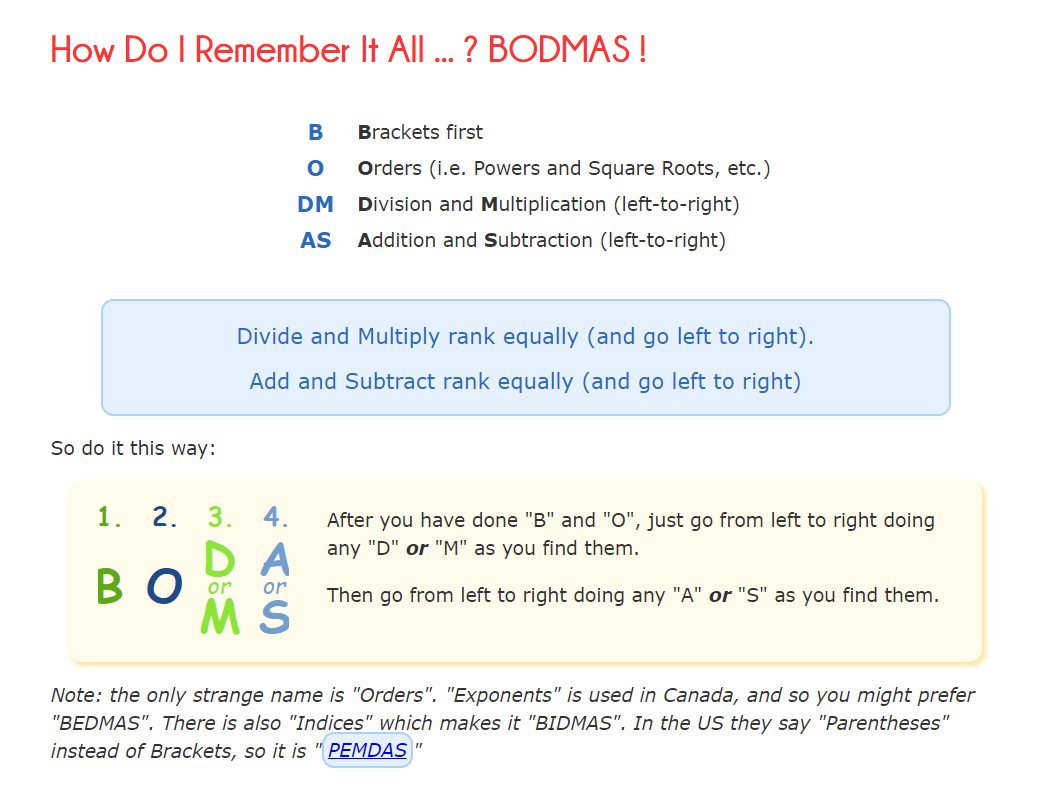 How Do I Remember It All ... ? BODMAS !
B Brackets first
O Orders (i.e. Powers and Square Roots, etc.)
DM Division and Multiplication (left-to-right)
AS Addition and Subtraction (left-to-right)
Divide and Multiply rank equally (and go left to right).
Add and Subtract rank equally (and go left to right)
So do it this way:
1. 2. 3. 4.
B O D or M A or S
After you have done "B" and "O", just go from left to right doing
any "D" or "M" as you find them.
Then go from left to right doing any "A" or "S" as you find them.
Note: the only strange name is "Orders". "Exponents" is used in Canada, and so you might prefer
"BEDMAS". There is also "Indices" which makes it "BIDMAS". In the US they say "Parentheses"
instead of Brackets, so it is "PEMDAS"